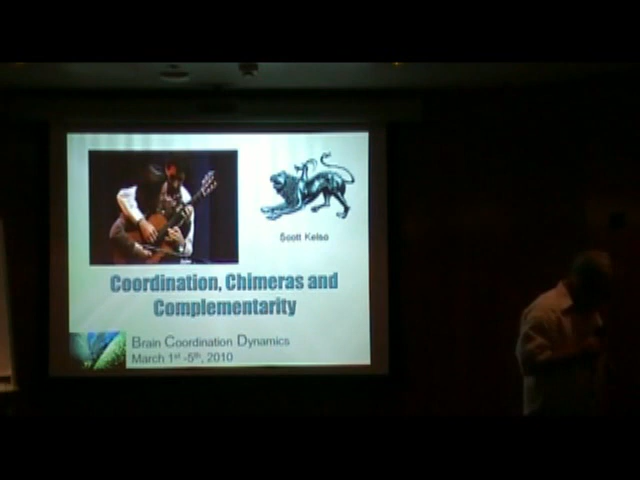 Scott Kelso
Coordination, Chimeras and
Complementarity
Brain Coordination Dynamics
March 1st -5th, 2010